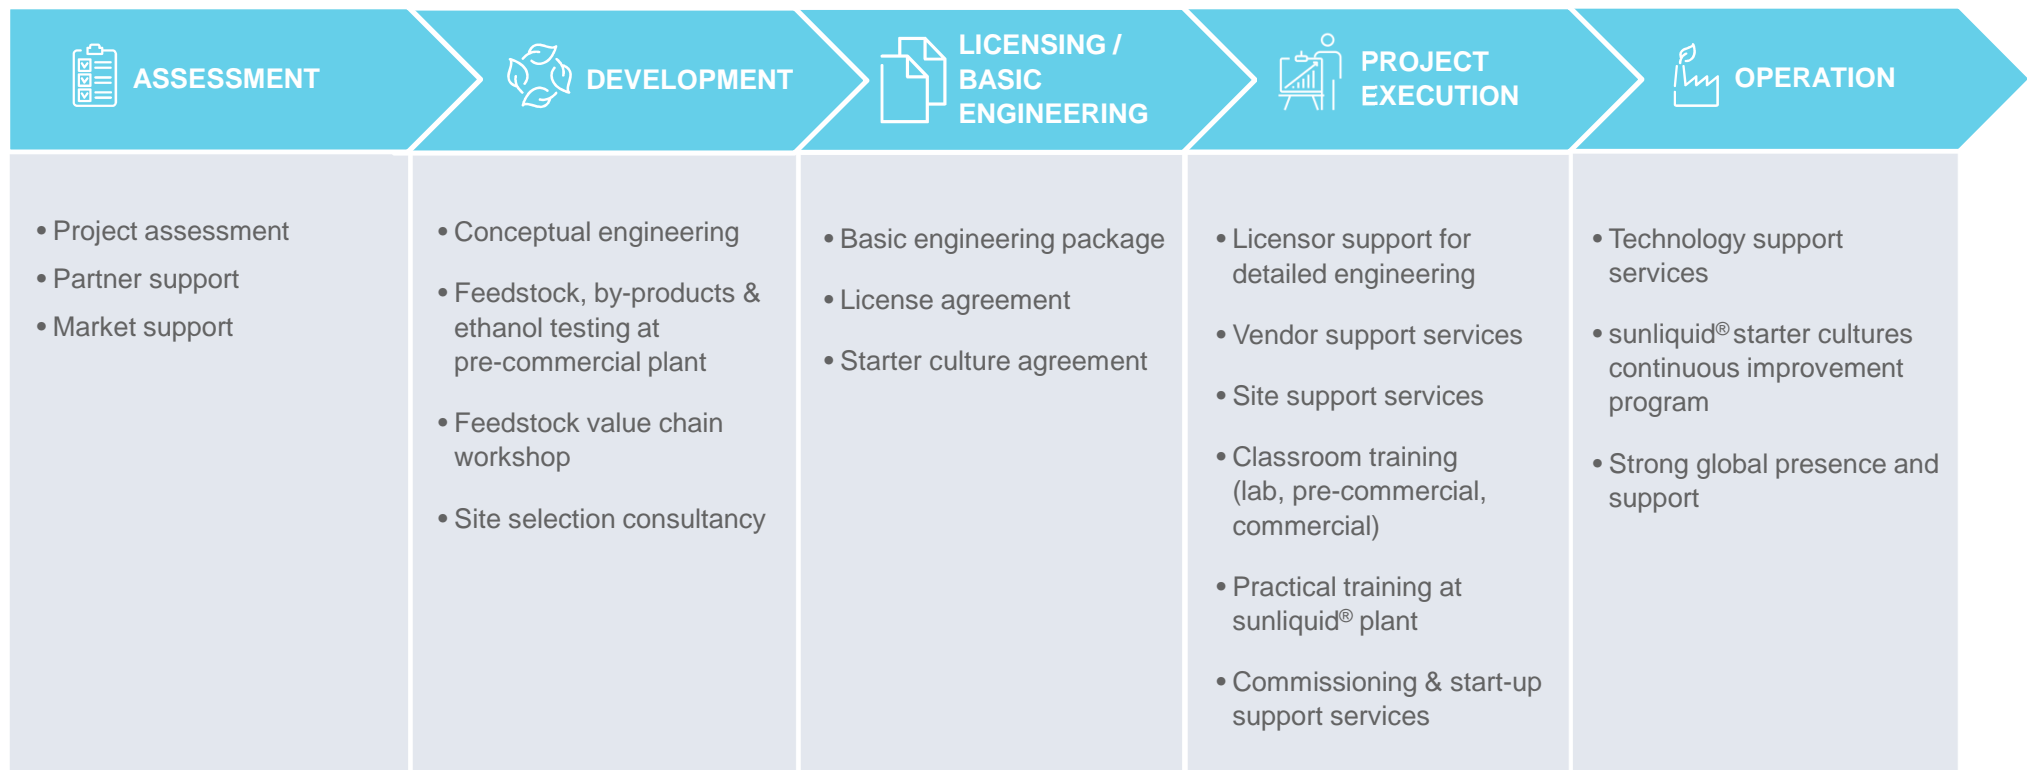 ASSESSMENT
DEVELOPMENT
LICENSING /
BASIC
ENGINEERING
PROJECT
EXECUTION
OPERATION
• Project assessment
• Partner support
• Market support
• Conceptual engineering
• Feedstock, by-products &
ethanol testing at
pre-commercial plant
• Feedstock value chain
workshop
• Site selection consultancy
• Basic engineering package
• License agreement
• Starter culture agreement
• Licensor support for
detailed engineering
• Vendor support services
• Site support services
• Classroom training
(lab, pre-commercial,
commercial)
• Practical training at
sunliquid® plant
• Commissioning & start-up
support services
• Technology support
services
• sunliquid® starter cultures
continuous improvement
program
• Strong global presence and
support